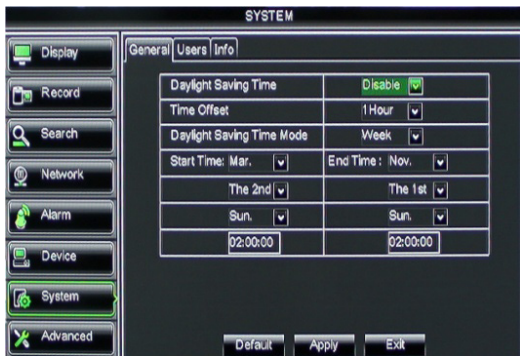 SYSTEM
Display
Record
Search
Network
Alarm
Device
System
Advanced
General Users Info
Daylight Saving Time Disable
Time Offset 1Hour
Daylight Saving Time Mode Week
Start Time: Mar. End Time : Nov.
The 2nd The 1st
Sun. Sun.
02:00:00 02:00:00
Default Apply Exit